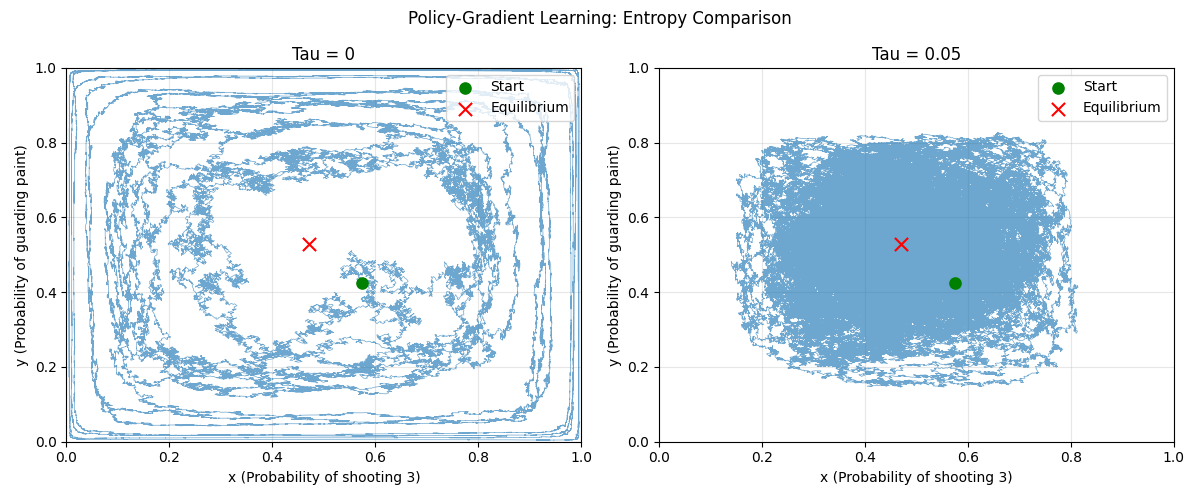 Policy-Gradient Learning: Entropy Comparison
Tau = 0
1.0
0.8
0.6
0.4
0.2
0.0
y (Probability of guarding paint)
Start
Equilibrium
0.0 0.2 0.4 0.6 0.8 1.0
x (Probability of shooting 3)
Tau = 0.05
1.0
0.8
0.6
0.4
0.2
0.0
y (Probability of guarding paint)
Start
Equilibrium
0.0 0.2 0.4 0.6 0.8 1.0
x (Probability of shooting 3)